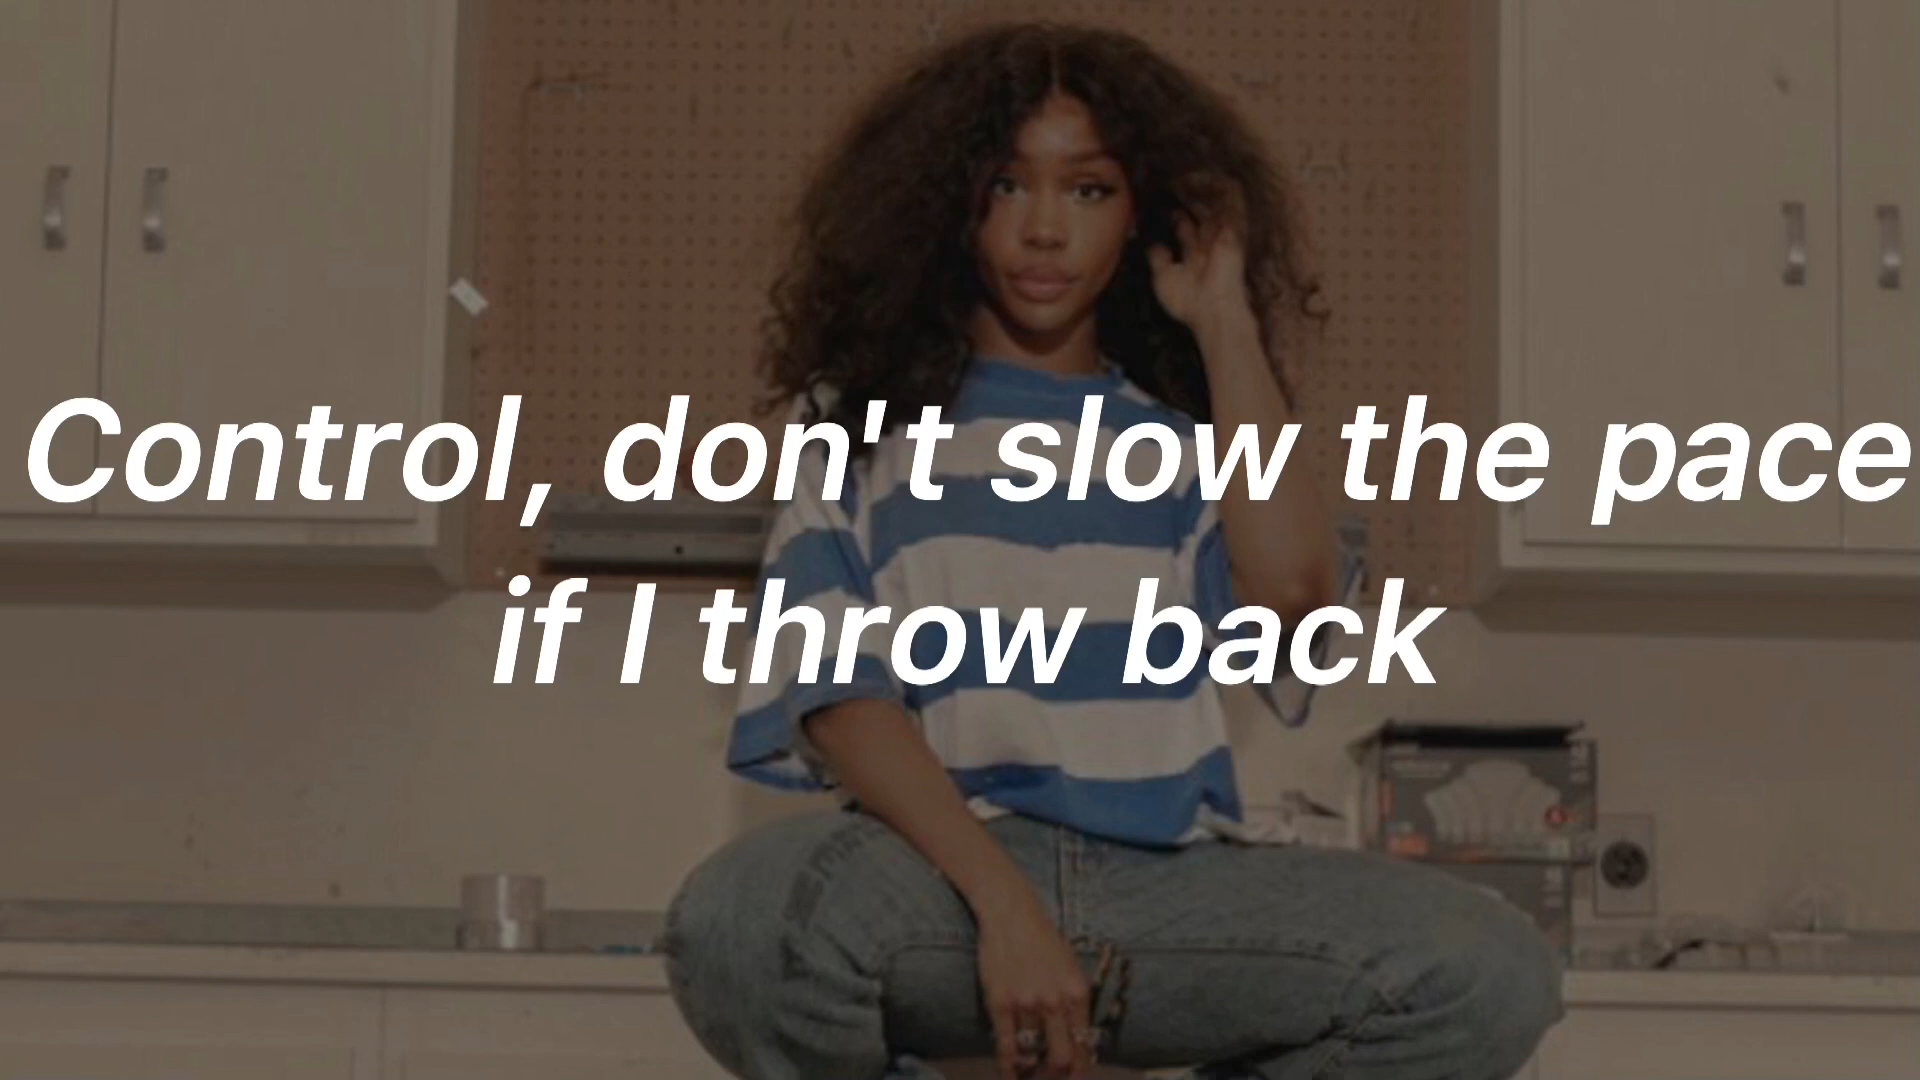 Control, don't slow the pace
if I throw back